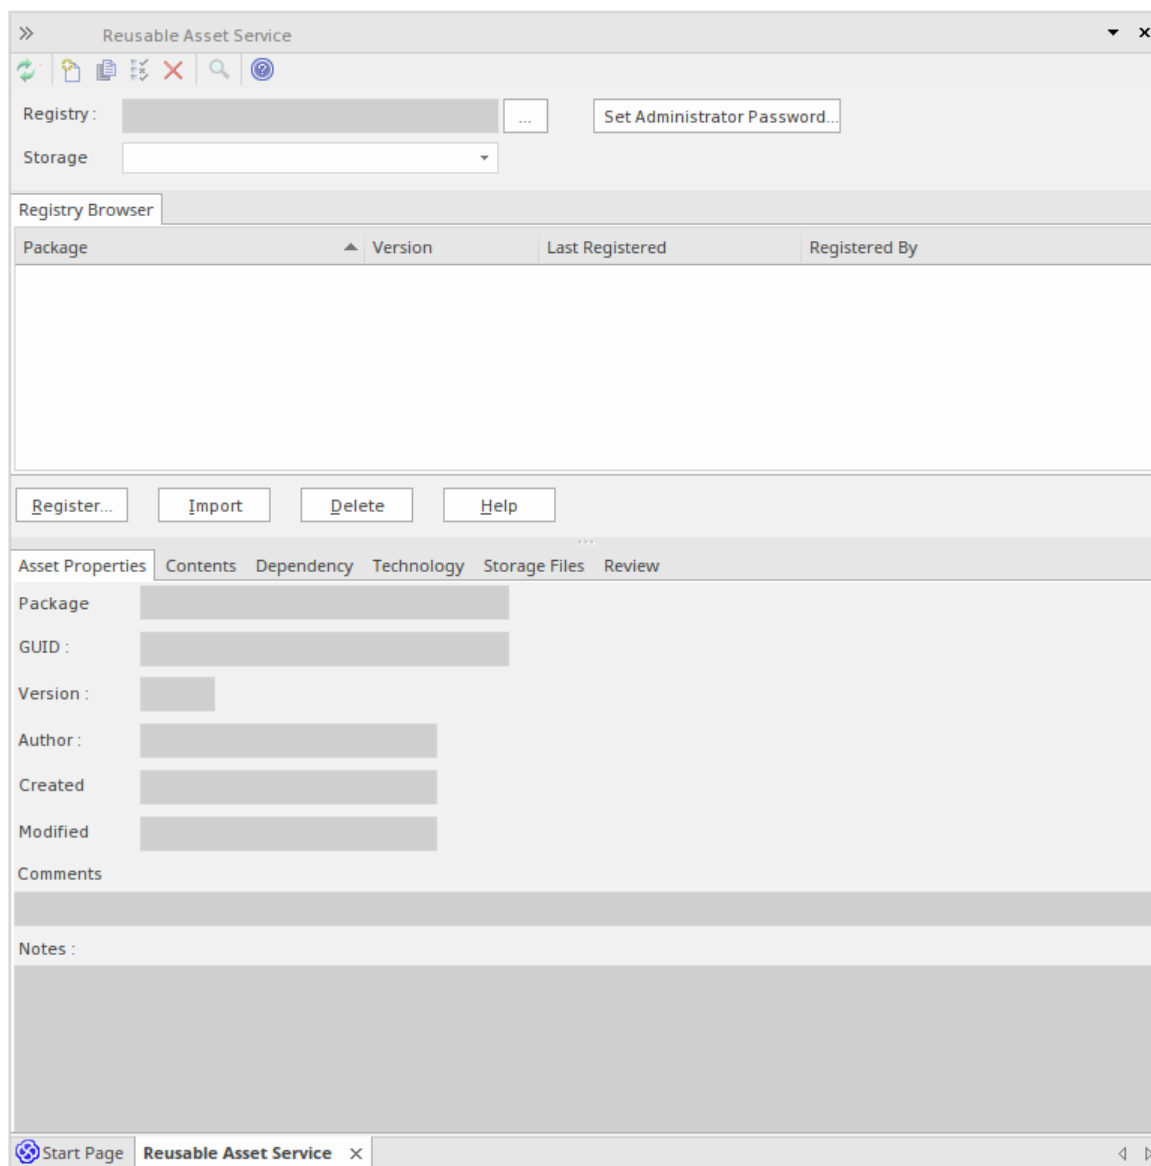 Reusable Asset Service
Registry :
...
Set Administrator Password...
Storage
Registry Browser
Package Version Last Registered Registered By
Register... Import Delete Help
Asset Properties Contents Dependency Technology Storage Files Review
Package
GUID :
Version :
Author :
Created
Modified
Comments
Notes :
Start Page Reusable Asset Service